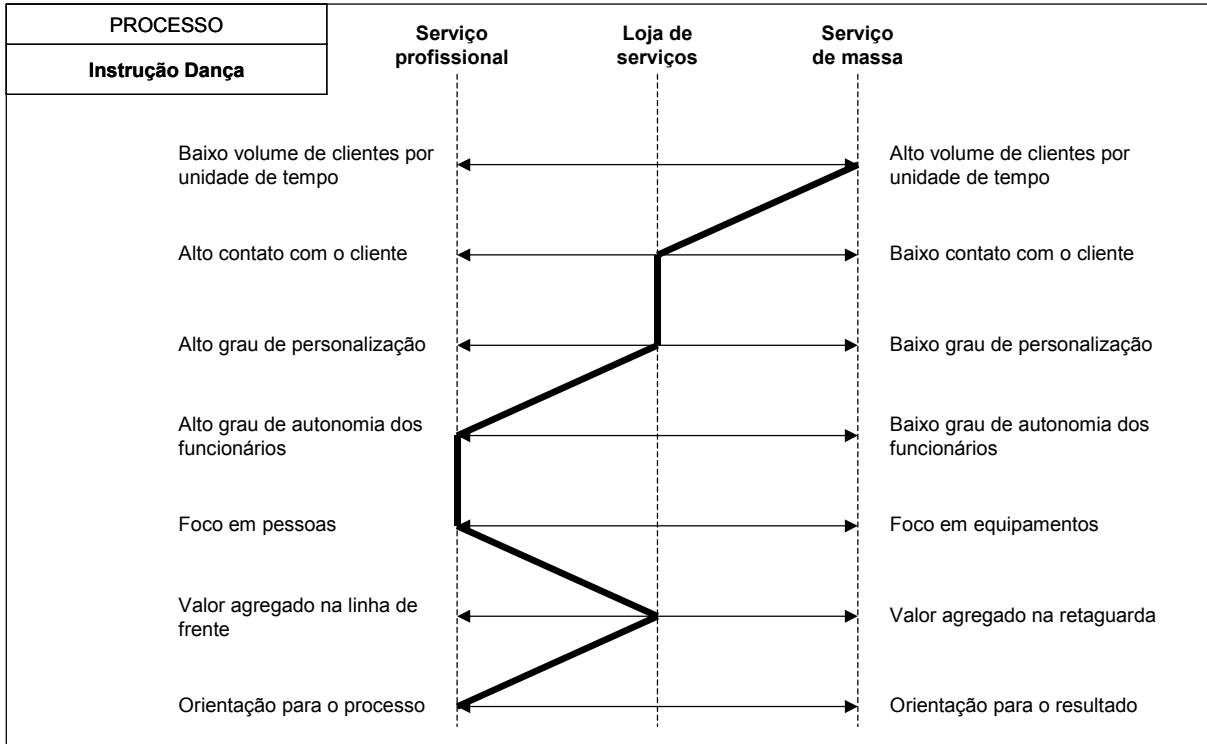 PROCESSO
Instrução Dança
Serviço
profissional
Loja de
serviços
Serviço
de massa
Baixo volume de clientes por
unidade de tempo
Alto volume de clientes por
unidade de tempo
Alto contato com o cliente
Baixo contato com o cliente
Alto grau de personalização
Baixo grau de personalização
Alto grau de autonomia dos
funcionários
Baixo grau de autonomia dos
funcionários
Foco em pessoas
Foco em equipamentos
Valor agregado na linha de
frente
Valor agregado na retaguarda
Orientação para o processo
Orientação para o resultado